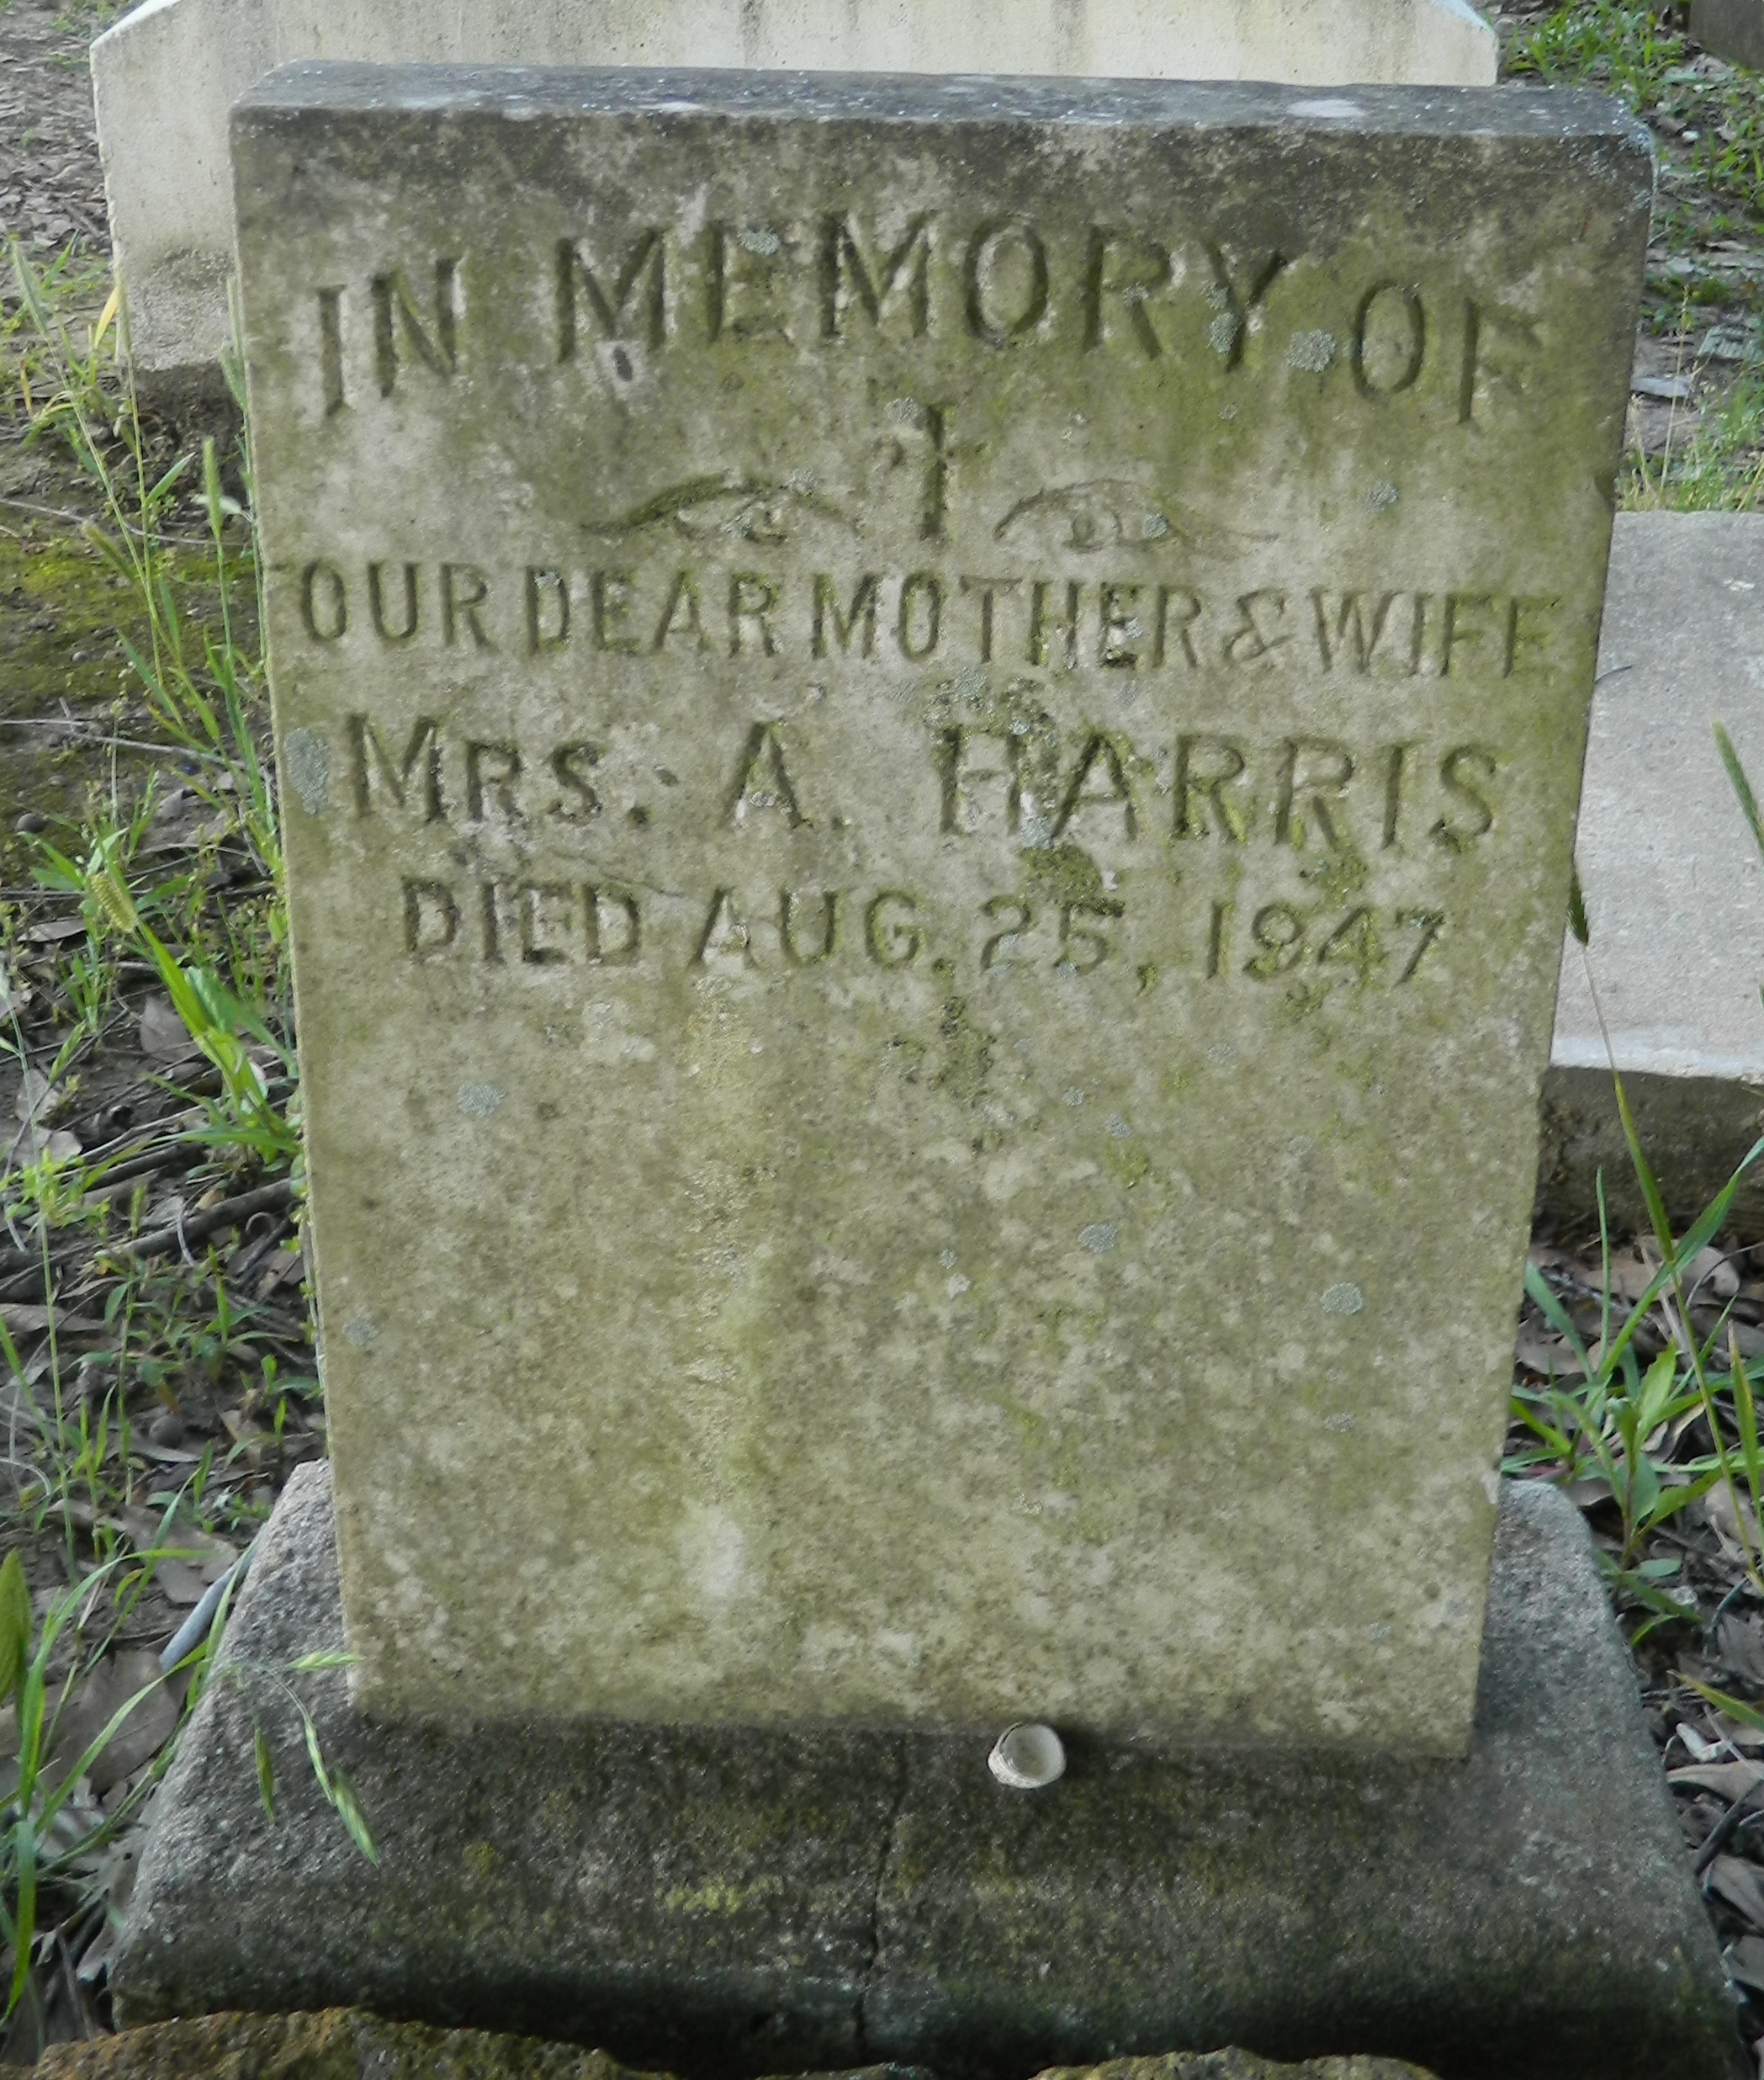 IN MEMORY OF
OUR DEAR MOTHER & WIFE
MRS. A. HARRIS
DIED AUG. 25, 1947